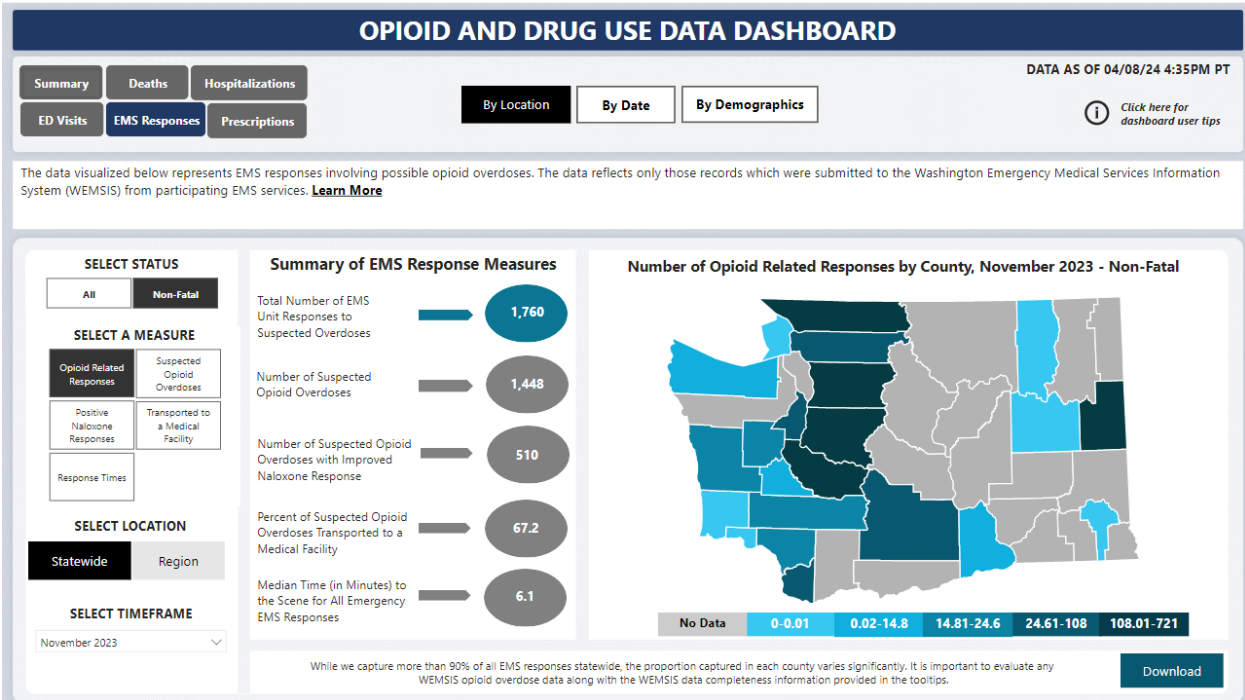 OPIOID AND DRUG USE DATA DASHBOARD
Summary
Deaths
Hospitalizations
ED Visits
EMS Responses
Prescriptions
By Location
By Date
By Demographics
DATA AS OF 04/08/24 4:35PM PT
i
Click here for
dashboard user tips
The data visualized below represents EMS responses involving possible opioid overdoses. The data reflects only those records which were submitted to the Washington Emergency Medical Services Information
System (WEMSIS) from participating EMS services. Learn More
SELECT STATUS
All
Non-Fatal
SELECT A MEASURE
Opioid Related
Responses
Suspected
Opioid
Overdoses
Positive
Naloxone
Responses
Transported to
a Medical
Facility
Response Times
SELECT LOCATION
Statewide
Region
SELECT TIMEFRAME
November 2023
Summary of EMS Response Measures
Total Number of EMS
Unit Responses to
Suspected Overdoses
1,760
Number of Suspected
Opioid Overdoses
1,448
Number of Suspected Opioid
Overdoses with Improved
Naloxone Response
510
Percent of Suspected Opioid
Overdoses Transported to a
Medical Facility
67.2
Median Time (in Minutes) to
the Scene for All Emergency
EMS Responses
6.1
Number of Opioid Related Responses by County, November 2023 - Non-Fatal
No Data
0-0.01
0.02-14.8
14.81-24.6
24.61-108
108.01-721
While we capture more than 90% of all EMS responses statewide, the proportion captured in each county varies significantly. It is important to evaluate any
WEMSIS opioid overdose data along with the WEMSIS data completeness information provided in the tooltips.
Download